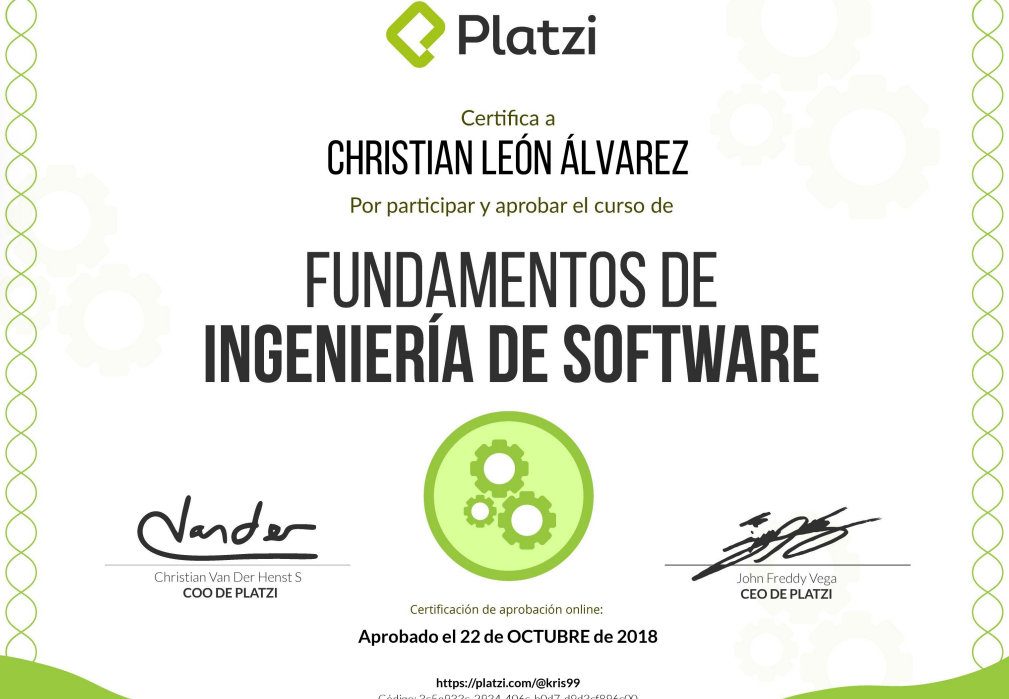 Platzi
Certifica a
CHRISTIAN LEÓN ÁLVAREZ
Por participar y aprobar el curso de
FUNDAMENTOS DE
INGENIERÍA DE SOFTWARE
Vander
Christian Van Der Henst S
COO DE PLATZI
John Freddy Vega
CEO DE PLATZI
Certificación de aprobación online:
Aprobado el 22 de OCTUBRE de 2018
https://platzi.com/@kris99
Código: